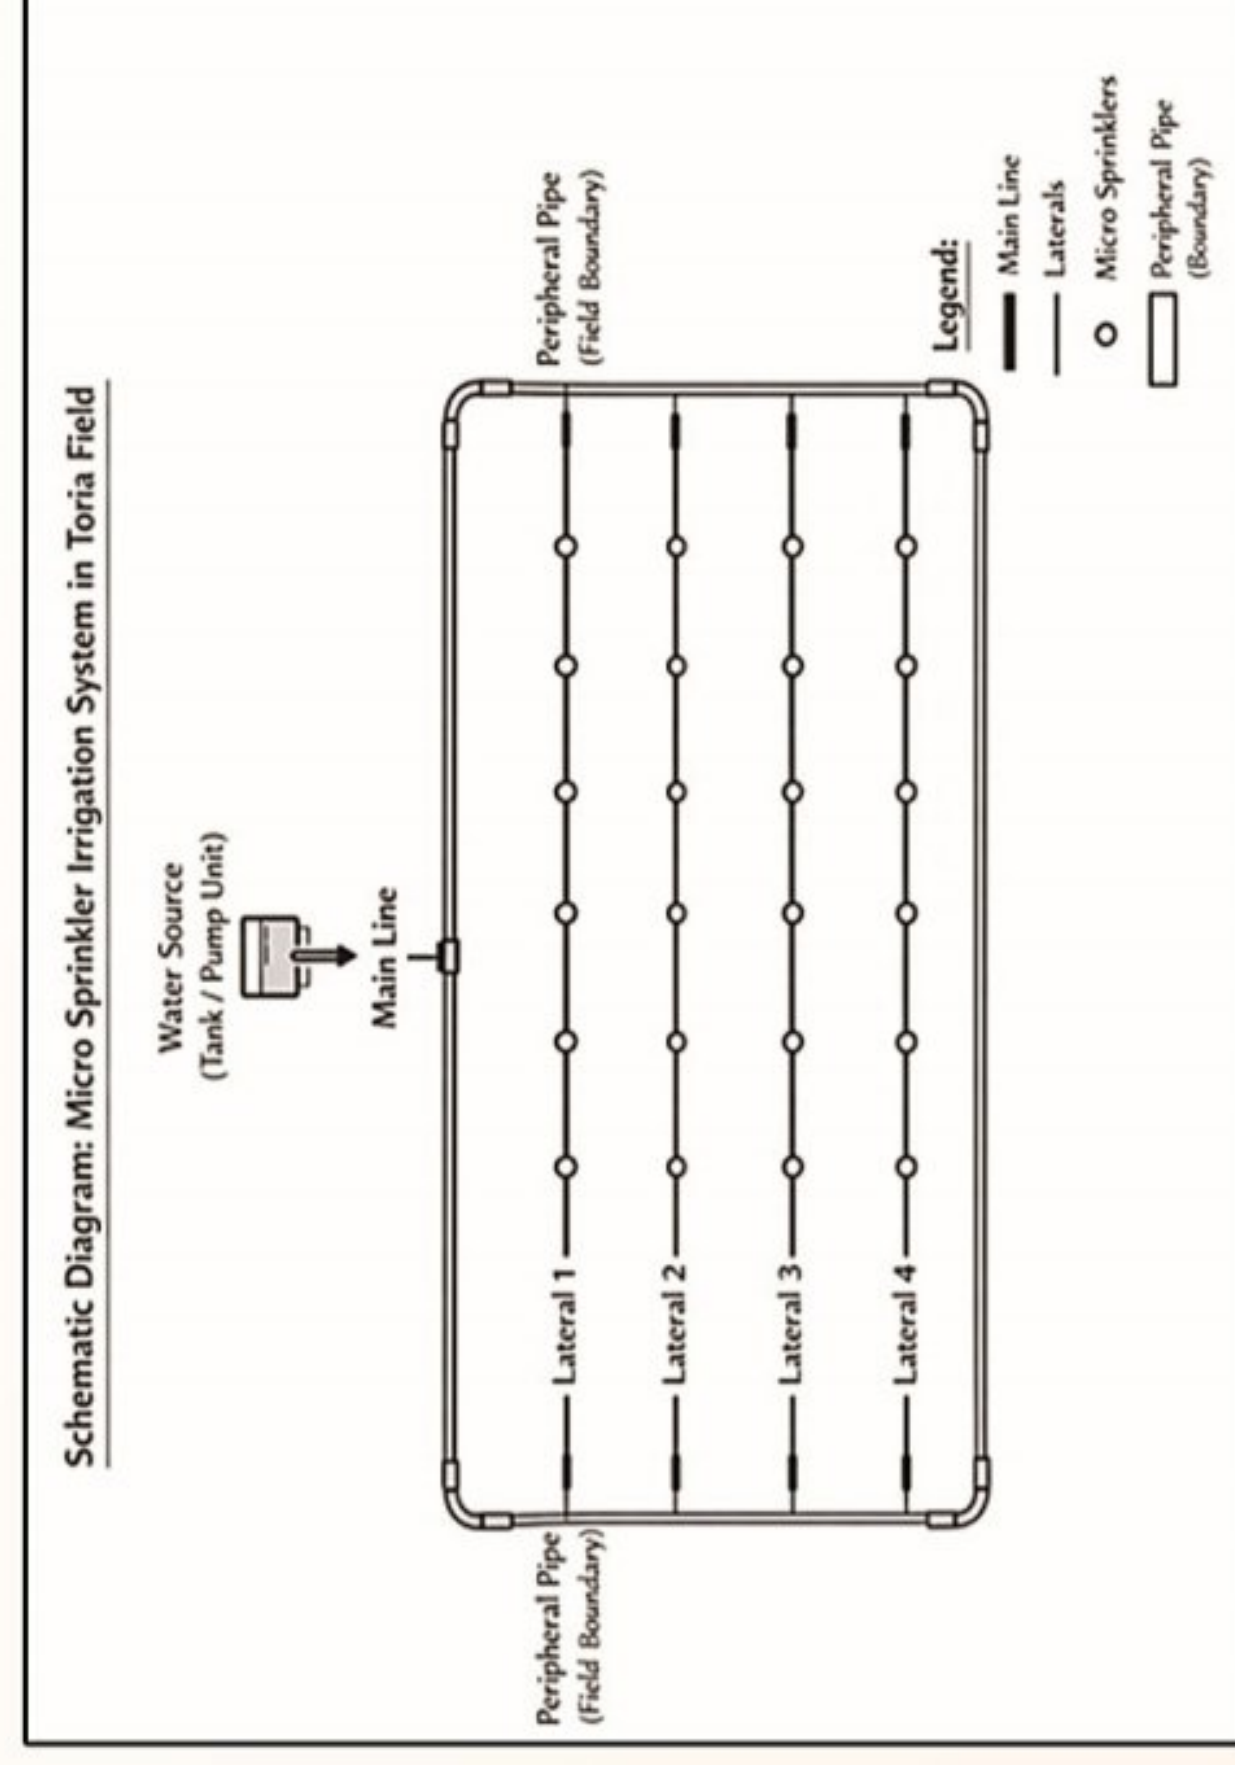 Schematic Diagram: Micro Sprinkler Irrigation System in Toria Field
Water Source
(Tank / Pump Unit)
Main Line
Peripheral Pipe
(Field Boundary)
Peripheral Pipe
(Field Boundary)
Lateral 1
Lateral 2
Lateral 3
Lateral 4
Legend:
Main Line
Laterals
Micro Sprinklers
Peripheral Pipe
(Boundary)